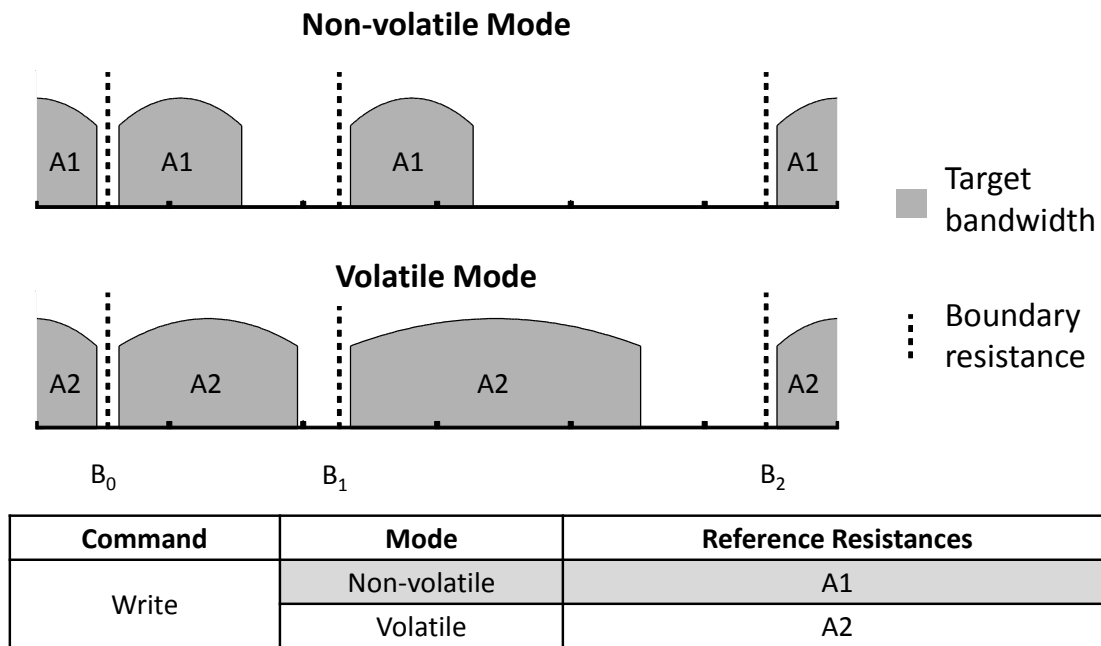 Non-volatile Mode
A1 A1 A1 A1
Target
bandwidth
Volatile Mode
A2 A2 A2 A2
Boundary
resistance
B₀ B₁ B₂
Command Mode Reference Resistances
Write Non-volatile A1
Volatile A2